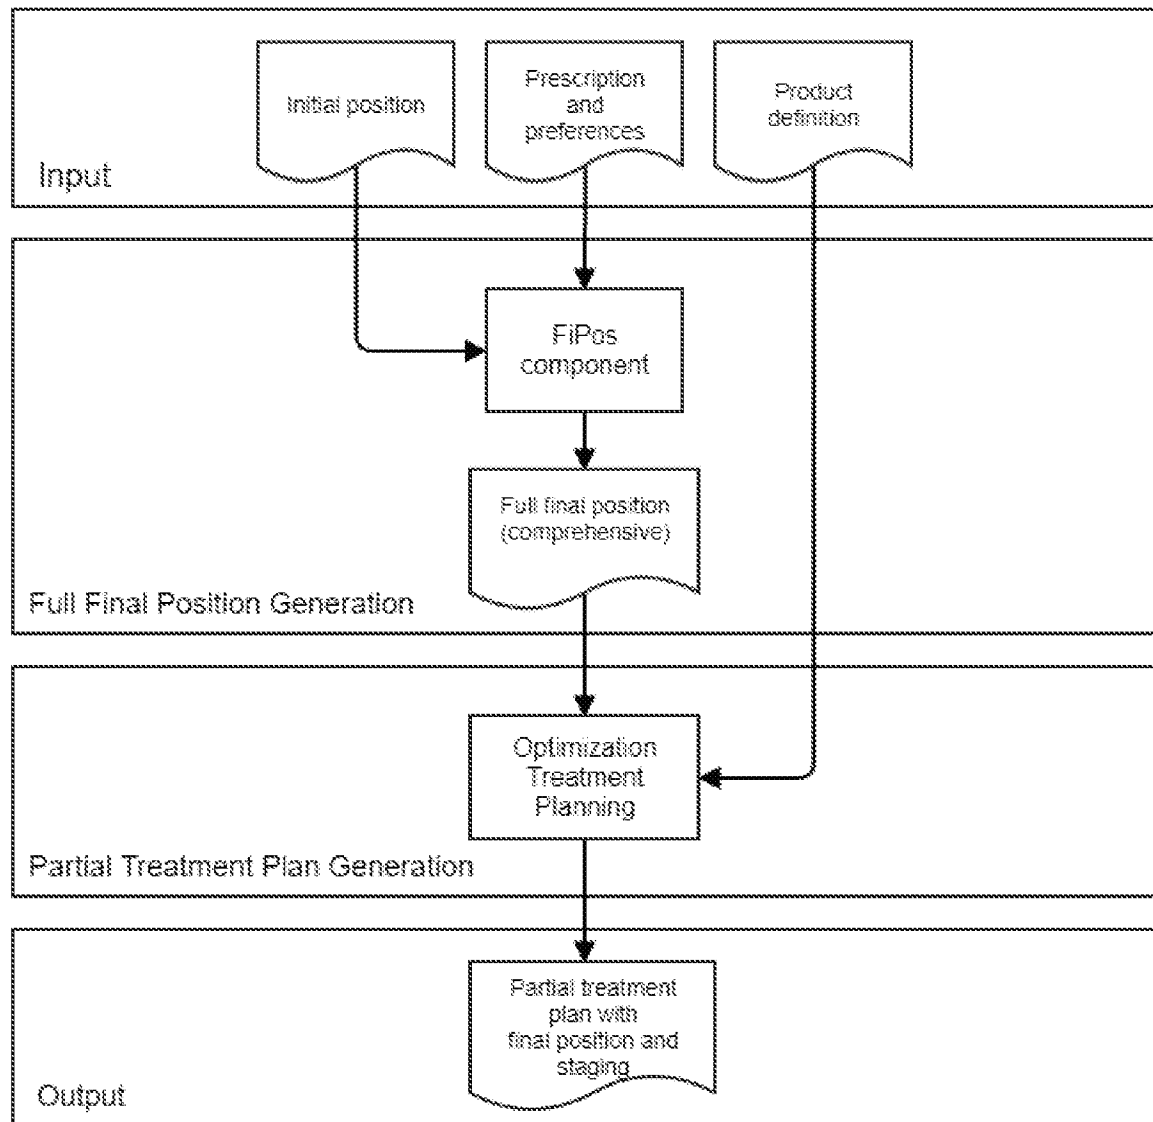 Initial position
Prescription
and
preferences
Product
definition
Input
FiPos
component
Full final position
(comprehensive)
Full Final Position Generation
Optimization
Treatment
Planning
Partial Treatment Plan Generation
Partial treatment
plan with
final position and
staging
Output